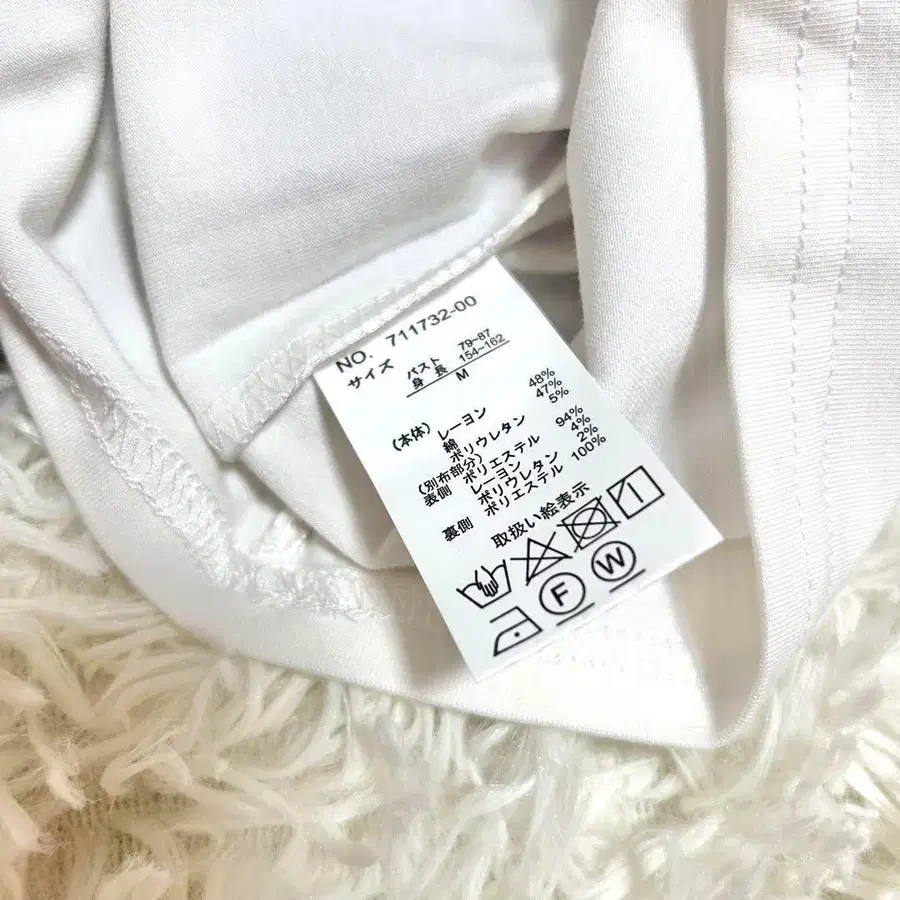 NO. 711732-00
サイズ バスト 79-87
身長 154-162
M
(本体) レーヨン 48%
綿 47%
ポリウレタン 5%
(別布部分)
表側 ポリエステル 94%
レーヨン 4%
ポリウレタン 2%
裏側 ポリエステル 100%
取扱い絵表示
F W